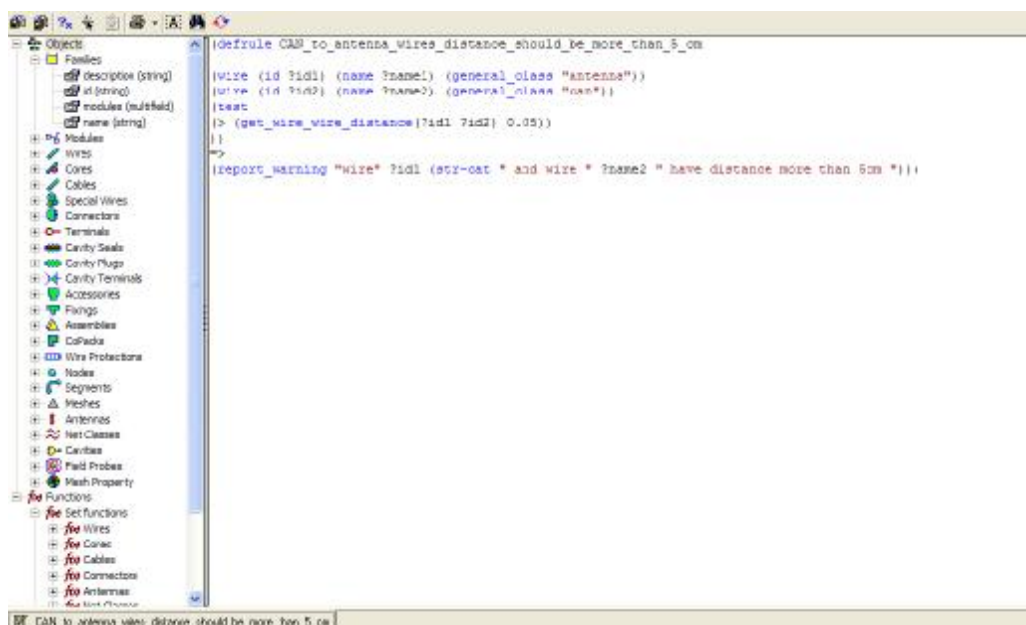 Objects
Families
description (string)
id (string)
modules (multifield)
name (string)
Modules
Wires
Cores
Cables
Special Wires
Connectors
Terminals
Cavity Seals
Cavity Plugs
Cavity Terminals
Accessories
Fixings
Assemblies
CoPacks
Wire Protections
Nodes
Segments
Meshes
Antennas
Net Classes
Cavities
Field Probes
Mesh Property
Functions
Set functions
Wires
Cores
Cables
Connectors
Antennas
Net Classes
(defrule CAN_to_antenna_wires_distance_should_be_more_than_5_cm
(wire (id ?id1) (name ?name1) (general_class "antenna"))
(wire (id ?id2) (name ?name2) (general_class "can"))
(test
(> (get_wire_wire_distance(?id1 ?id2) 0.05))
))
=>
(report_warning "wire" ?id1 (str-cat " and wire " ?name2 " have distance more than 5cm ")))
CAN_to_antenna_wires_distance_should_be_more_than_5_cm